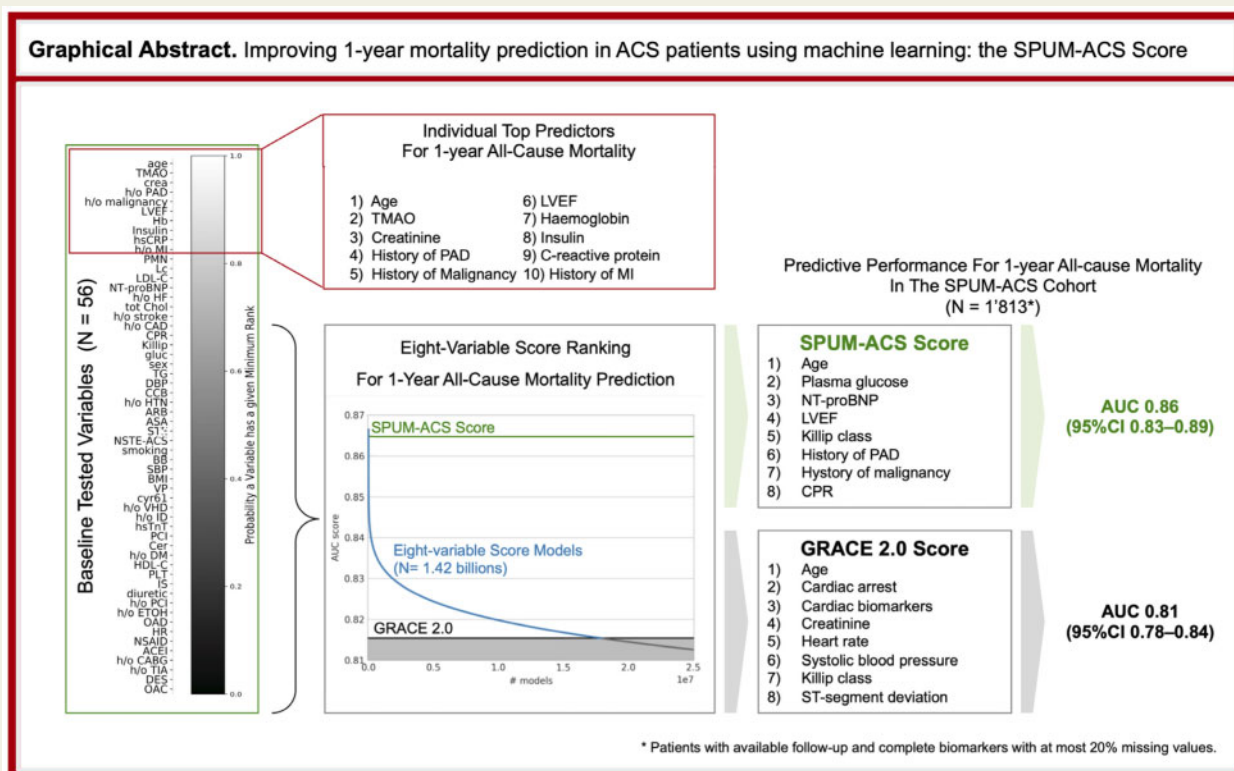 Graphical Abstract. Improving 1-year mortality prediction in ACS patients using machine learning: the SPUM-ACS Score
Baseline Tested Variables (N = 56)
age
TMAO
crea
h/o PAD
h/o malignancy
LVEF
Hb
Insulin
hsCRP
h/o MI
PMN
Lc
LDL-C
NT-proBNP
h/o HF
tot Chol
h/o stroke
h/o CAD
CPR
Killip
gluc
sex
TG
DBP
CCB
h/o HTN
ARB
ASA
NSTE-ACS
smoking
BB
SBP
BMI
VP
cyr61
h/o VHD
h/o ID
hsTnT
PCI
Cer
h/o DM
HDL-C
PLT
IS
diuretic
h/o PCI
h/o ETOH
OAD
HR
NSAID
ACEI
h/o CABG
h/o TIA
DES
OAC
1.0
0.8
0.6
0.4
0.2
0.0
Probability a Variable has a given Minimum Rank
Individual Top Predictors
For 1-year All-Cause Mortality
1) Age
2) TMAO
3) Creatinine
4) History of PAD
5) History of Malignancy
6) LVEF
7) Haemoglobin
8) Insulin
9) C-reactive protein
10) History of MI
Eight-Variable Score Ranking
For 1-Year All-Cause Mortality Prediction
0.87
0.86
0.85
0.84
0.83
0.82
0.81
AUC score
SPUM-ACS Score
Eight-variable Score Models
(N= 1.42 billions)
GRACE 2.0
0.0 0.5 1.0 1.5 2.0 2.5
# models
1e7
Predictive Performance For 1-year All-cause Mortality
In The SPUM-ACS Cohort
(N = 1'813*)
SPUM-ACS Score
1) Age
2) Plasma glucose
3) NT-proBNP
4) LVEF
5) Killip class
6) History of PAD
7) Hystory of malignancy
8) CPR
AUC 0.86
(95%CI 0.83–0.89)
GRACE 2.0 Score
1) Age
2) Cardiac arrest
3) Cardiac biomarkers
4) Creatinine
5) Heart rate
6) Systolic blood pressure
7) Killip class
8) ST-segment deviation
AUC 0.81
(95%CI 0.78–0.84)
* Patients with available follow-up and complete biomarkers with at most 20% missing values.